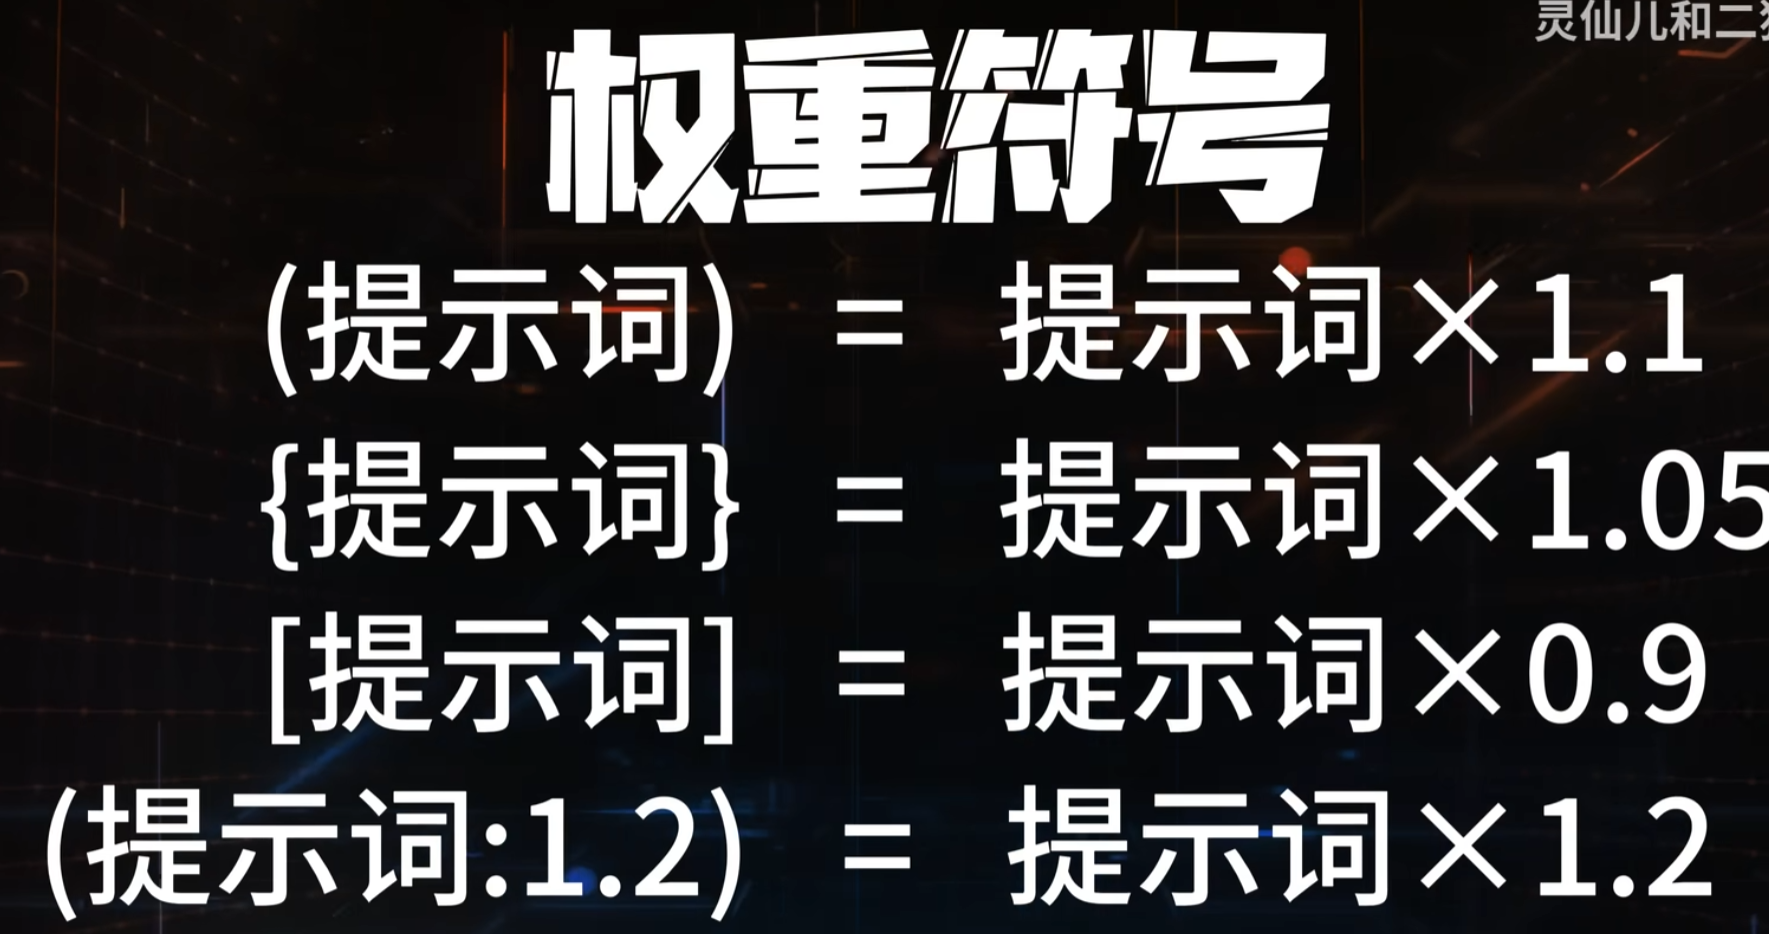 灵仙儿和二
权重符号
(提示词) = 提示词×1.1
{提示词} = 提示词×1.05
[提示词] = 提示词×0.9
(提示词:1.2) = 提示词×1.2